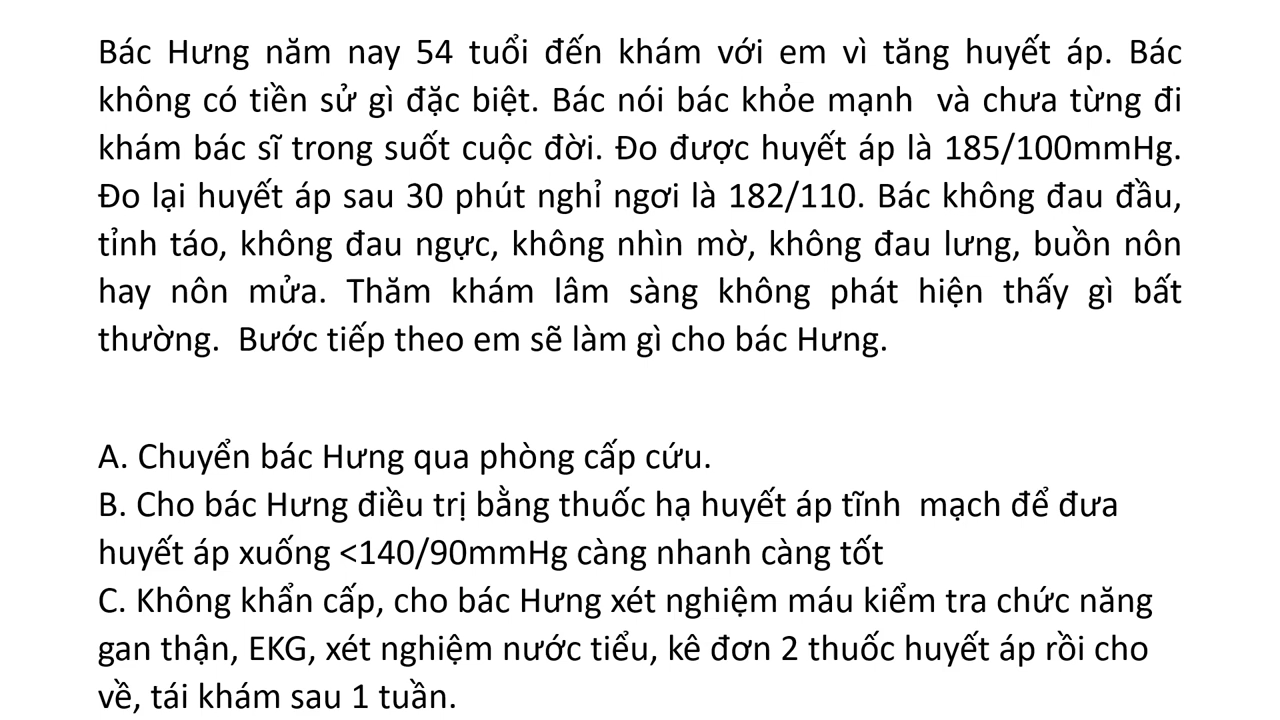 Bác Hưng năm nay 54 tuổi đến khám với em vì tăng huyết áp. Bác
không có tiền sử gì đặc biệt. Bác nói bác khỏe mạnh và chưa từng đi
khám bác sĩ trong suốt cuộc đời. Đo được huyết áp là 185/100mmHg.
Đo lại huyết áp sau 30 phút nghỉ ngơi là 182/110. Bác không đau đầu,
tỉnh táo, không đau ngực, không nhìn mờ, không đau lưng, buồn nôn
hay nôn mửa. Thăm khám lâm sàng không phát hiện thấy gì bất
thường. Bước tiếp theo em sẽ làm gì cho bác Hưng.
A. Chuyển bác Hưng qua phòng cấp cứu.
B. Cho bác Hưng điều trị bằng thuốc hạ huyết áp tĩnh mạch để đưa
huyết áp xuống <140/90mmHg càng nhanh càng tốt
C. Không khẩn cấp, cho bác Hưng xét nghiệm máu kiểm tra chức năng
gan thận, EKG, xét nghiệm nước tiểu, kê đơn 2 thuốc huyết áp rồi cho
về, tái khám sau 1 tuần.